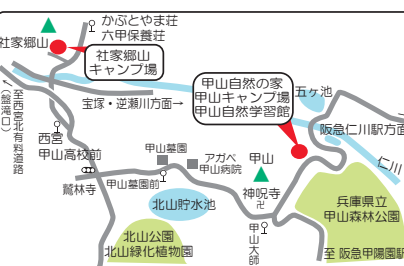 かぶとやま荘
六甲保養荘
社家郷山
社家郷山
キャンプ場
至西宮北有料道路
(盤滝口)
宝塚・逆瀬川方面→
甲山自然の家
甲山キャンプ場
甲山自然学習館
五ヶ池
阪急仁川駅方面
仁川
西宮
甲山高校前
鷲林寺
甲山墓園
甲山墓園前
アガペ
甲山病院
甲山
神呪寺
卍
北山貯水池
兵庫県立
甲山森林公園
北山公園
北山緑化植物園
甲山大師
至 阪急甲陽園駅